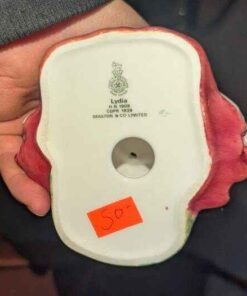 Lydia
H N 1908
COPR 1939
DOULTON & CO LIMITED
50-